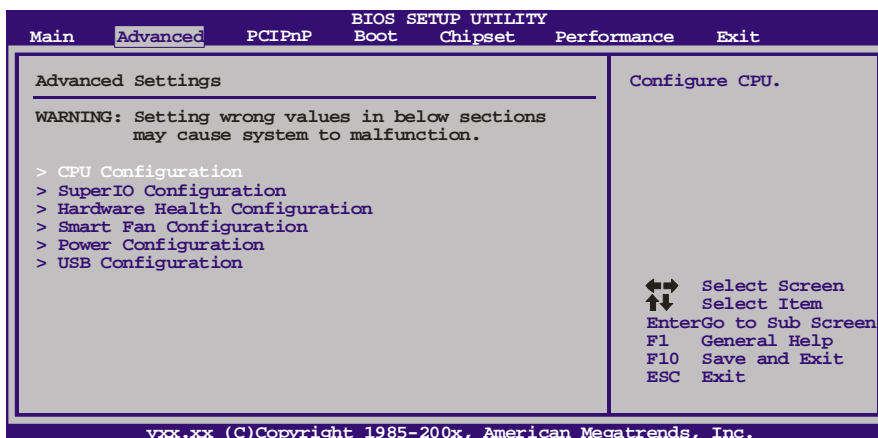 BIOS SETUP UTILITY
Main Advanced PCIPnP Boot Chipset Performance Exit
Advanced Settings
WARNING: Setting wrong values in below sections
may cause system to malfunction.
> CPU Configuration
> SuperIO Configuration
> Hardware Health Configuration
> Smart Fan Configuration
> Power Configuration
> USB Configuration
Configure CPU.
Select Screen
Select Item
EnterGo to Sub Screen
F1 General Help
F10 Save and Exit
ESC Exit
vxx.xx (C)Copyright 1985-200x, American Megatrends, Inc.